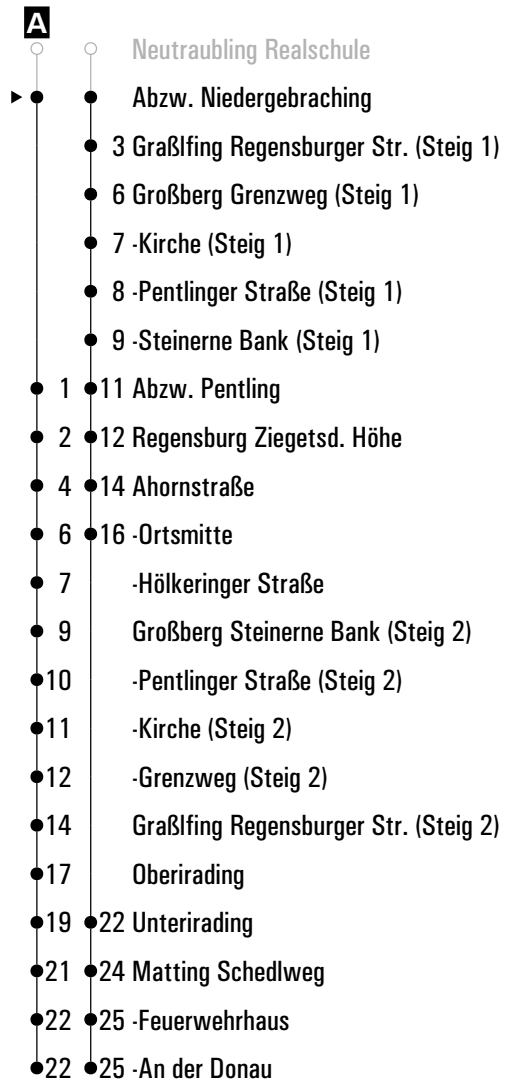 A
Neutraubling Realschule
Abzw. Niedergebraching
3 Graßlfing Regensburger Str. (Steig 1)
6 Großberg Grenzweg (Steig 1)
7 -Kirche (Steig 1)
8 -Pentlinger Straße (Steig 1)
9 -Steinerne Bank (Steig 1)
1 11 Abzw. Pentling
2 12 Regensburg Ziegetsd. Höhe
4 14 Ahornstraße
6 16 -Ortsmitte
7 -Hölkeringer Straße
9 Großberg Steinerne Bank (Steig 2)
10 -Pentlinger Straße (Steig 2)
11 -Kirche (Steig 2)
12 -Grenzweg (Steig 2)
14 Graßlfing Regensburger Str. (Steig 2)
17 Oberirading
19 22 Unterirading
21 24 Matting Schedlweg
22 25 -Feuerwehrhaus
22 25 -An der Donau